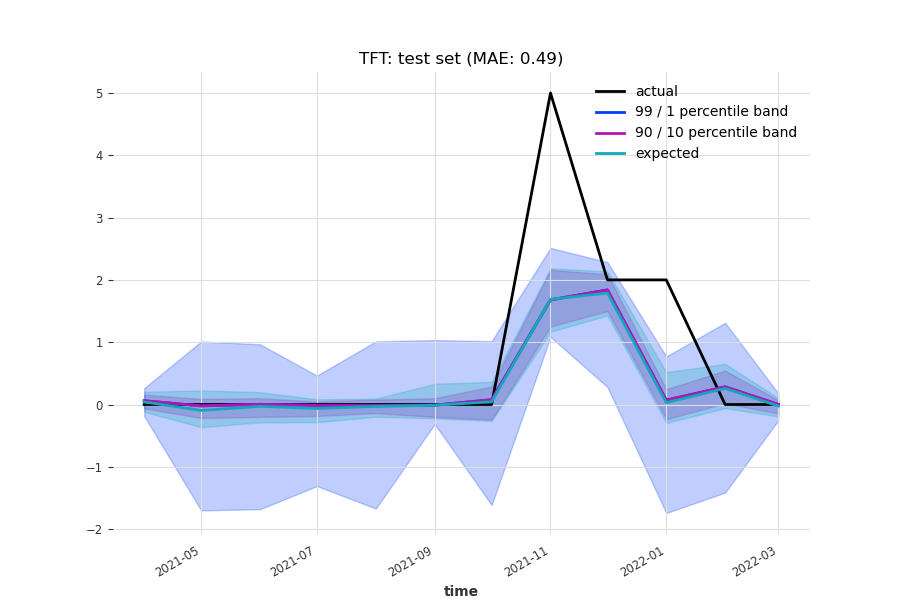 TFT: test set (MAE: 0.49)
actual
99 / 1 percentile band
90 / 10 percentile band
expected
5
4
3
2
1
0
−1
−2
2021-05
2021-07
2021-09
2021-11
2022-01
2022-03
time